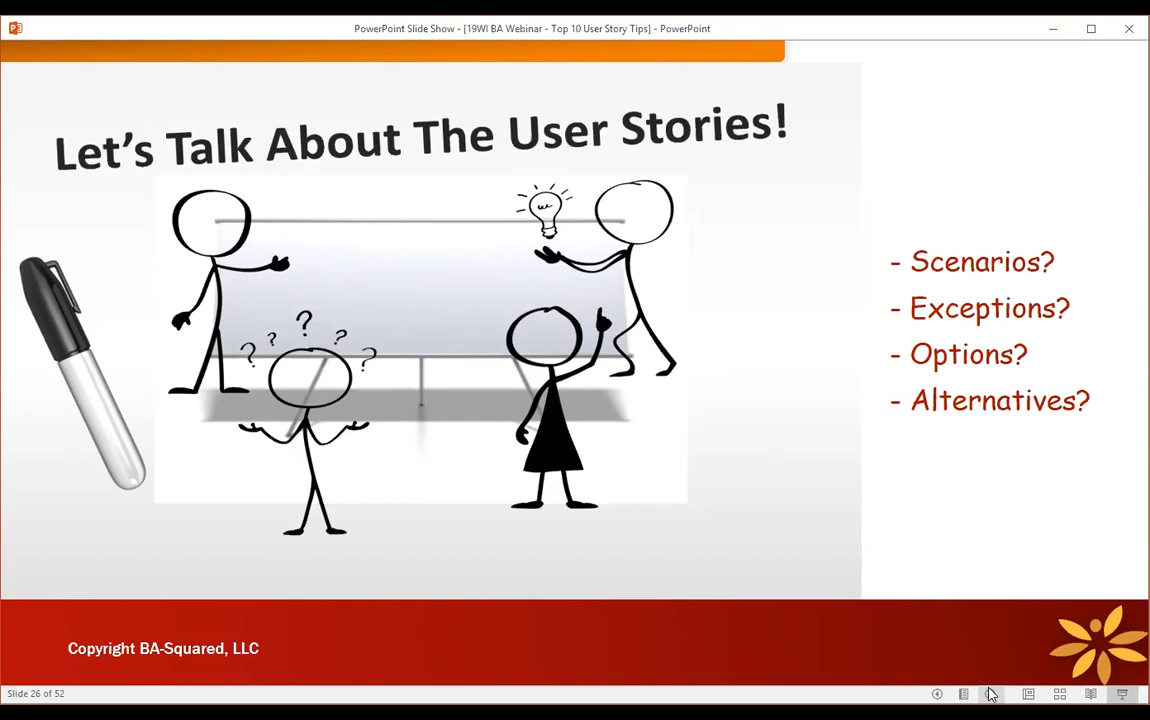 PowerPoint Slide Show - [19WI BA Webinar - Top 10 User Story Tips] - PowerPoint
Let's Talk About The User Stories!
? ? ? ? ?
- Scenarios?
- Exceptions?
- Options?
- Alternatives?
Copyright BA-Squared, LLC
Slide 26 of 52